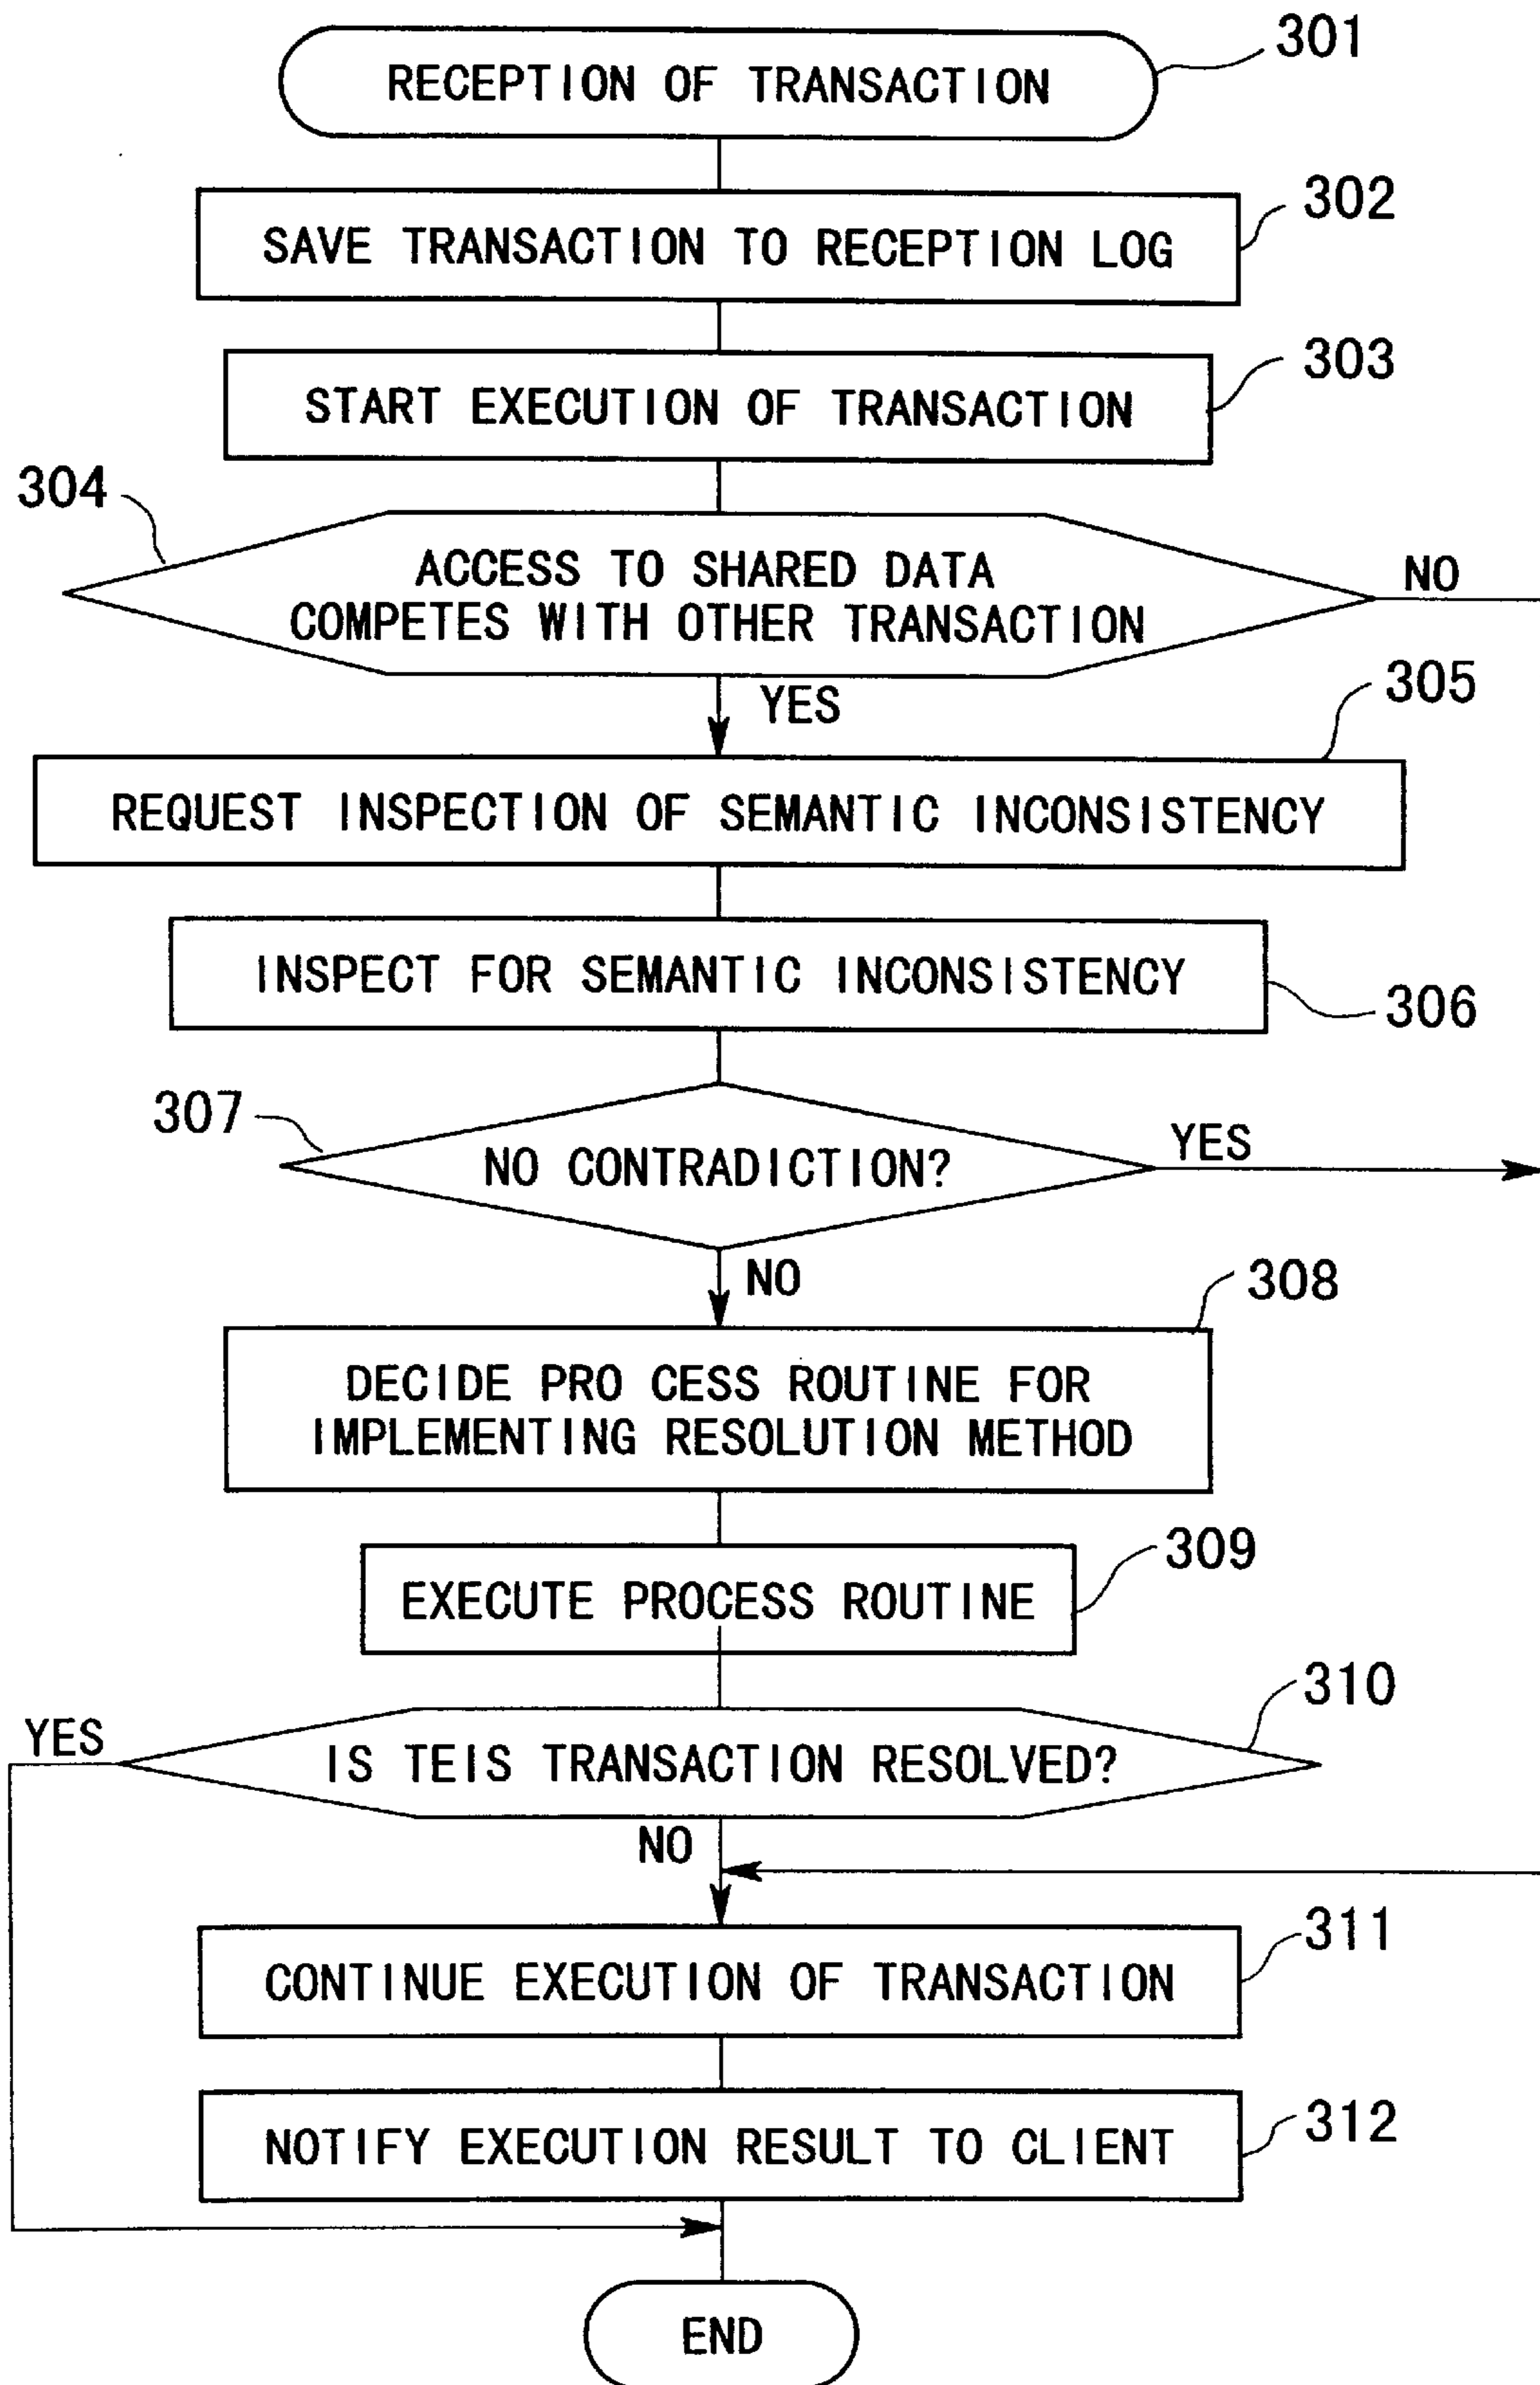 301
RECEPTION OF TRANSACTION
302
SAVE TRANSACTION TO RECEPTION LOG
303
START EXECUTION OF TRANSACTION
304
ACCESS TO SHARED DATA
COMPETES WITH OTHER TRANSACTION
NO
YES
305
REQUEST INSPECTION OF SEMANTIC INCONSISTENCY
INSPECT FOR SEMANTIC INCONSISTENCY
306
307
NO CONTRADICTION?
YES
NO
308
DECIDE PRO CESS ROUTINE FOR
IMPLEMENTING RESOLUTION METHOD
309
EXECUTE PROCESS ROUTINE
310
YES
IS TEIS TRANSACTION RESOLVED?
NO
311
CONTINUE EXECUTION OF TRANSACTION
312
NOTIFY EXECUTION RESULT TO CLIENT
END